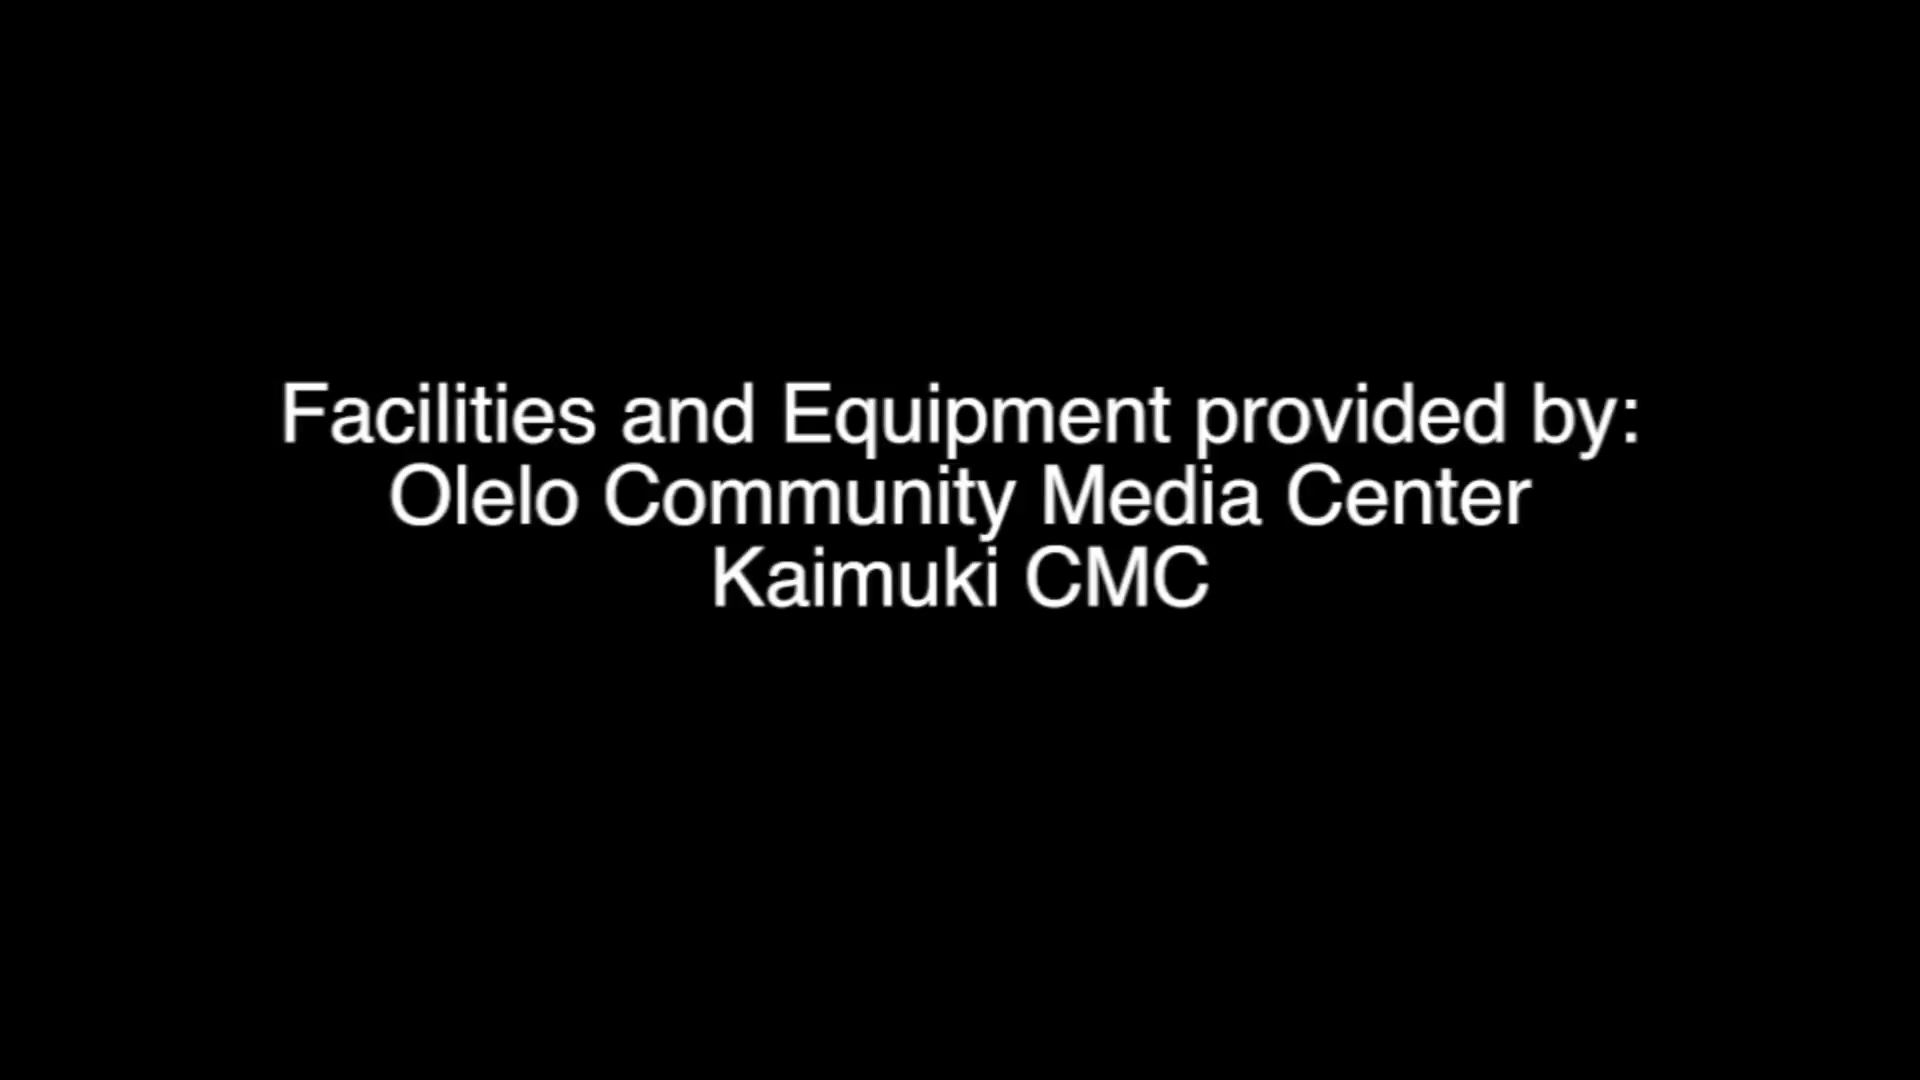 Facilities and Equipment provided by:
Olelo Community Media Center
Kaimuki CMC